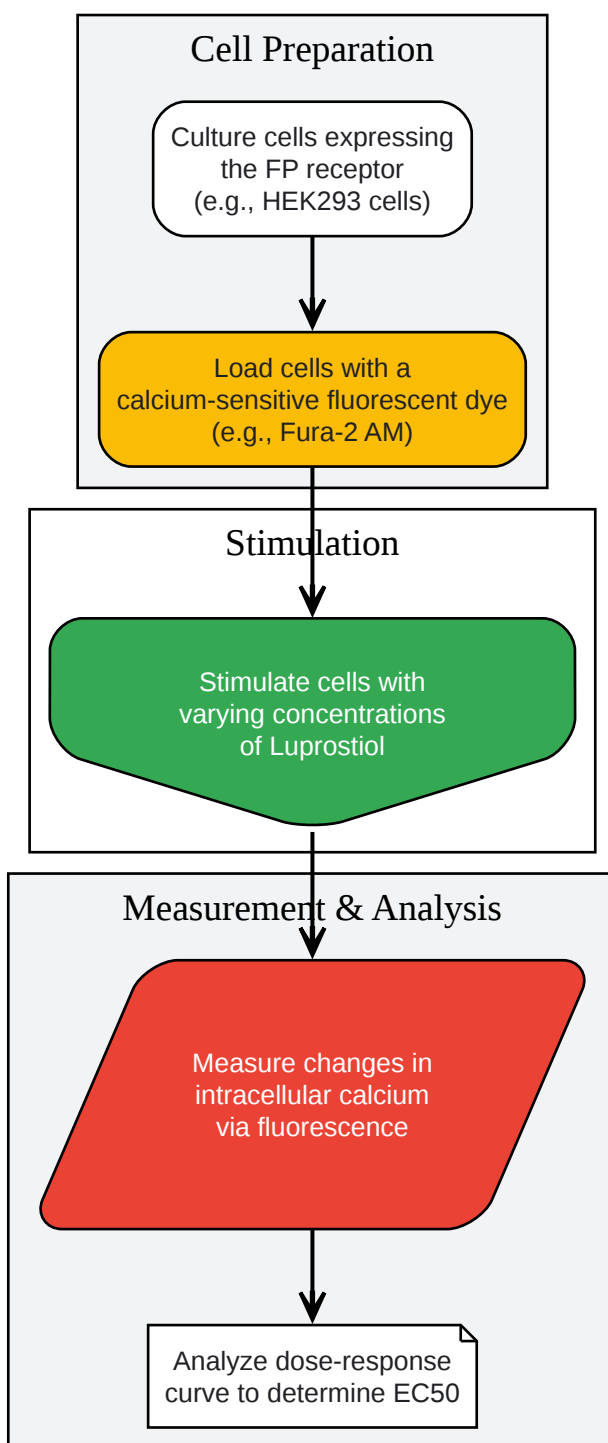 Cell Preparation
Culture cells expressing
the FP receptor
(e.g., HEK293 cells)
Load cells with a
calcium-sensitive fluorescent dye
(e.g., Fura-2 AM)
Stimulation
Stimulate cells with
varying concentrations
of Luprostiol
Measurement & Analysis
Measure changes in
intracellular calcium
via fluorescence
Analyze dose-response
curve to determine EC50